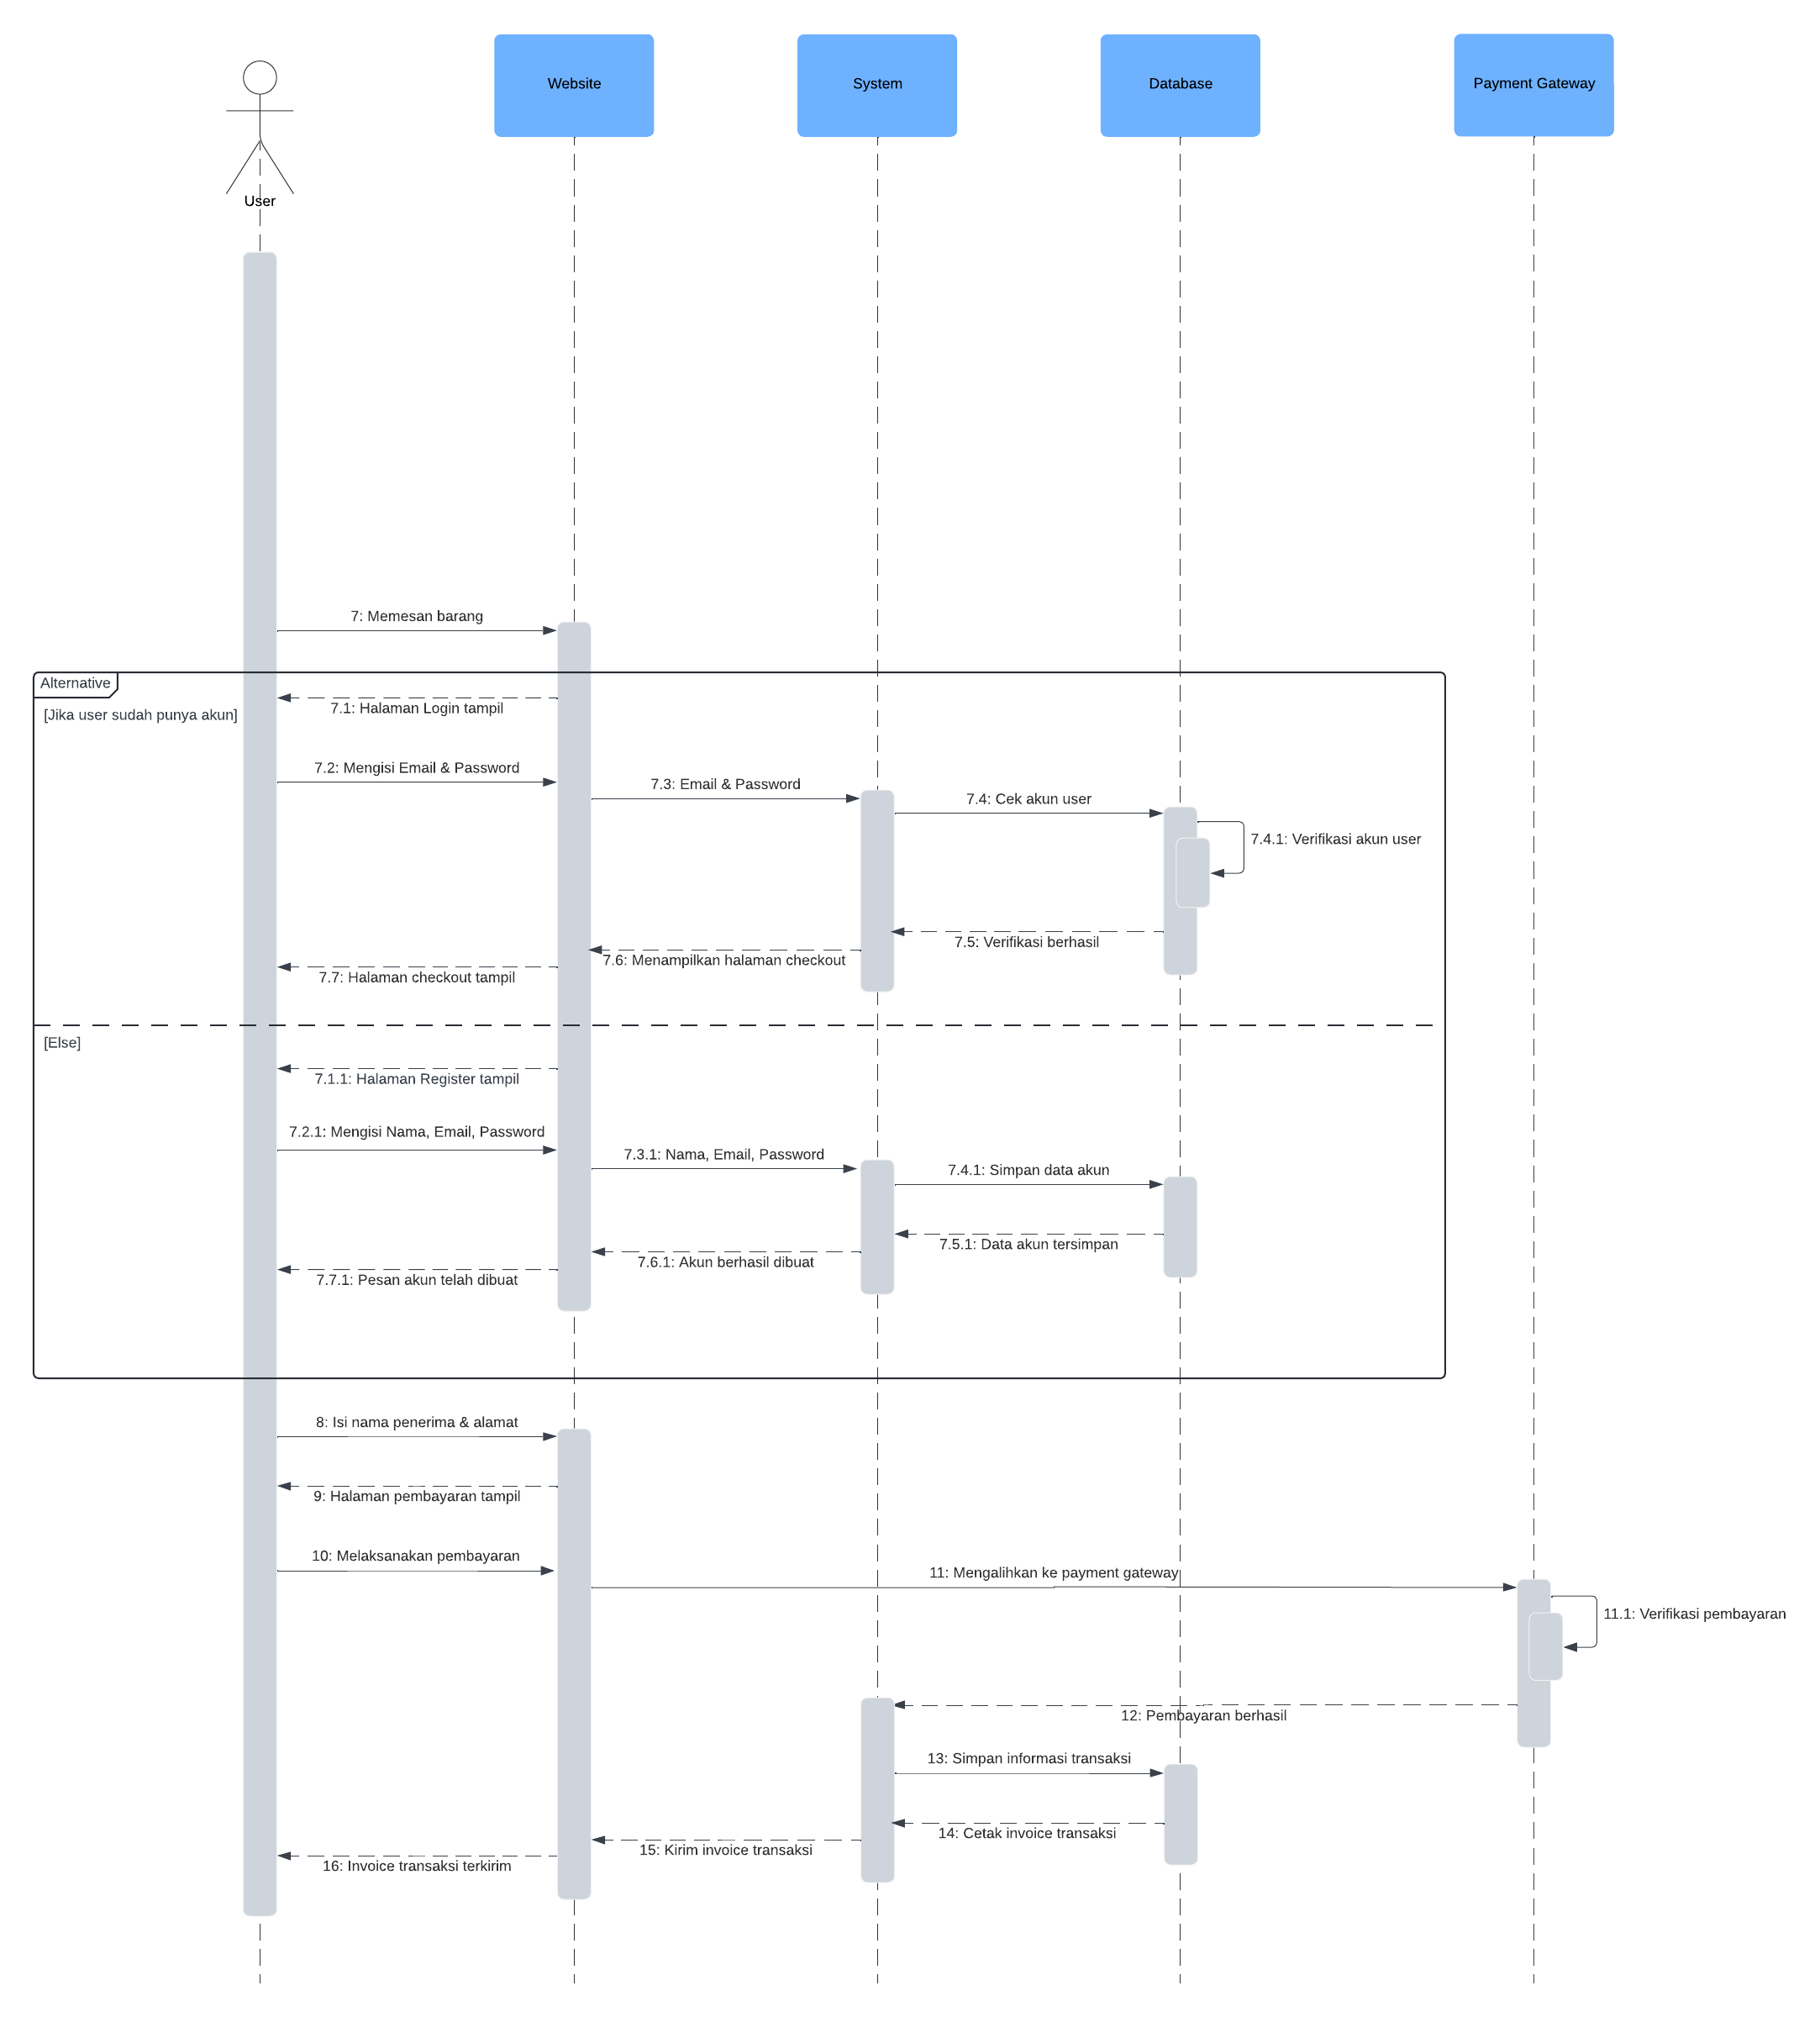 Website
System
Database
Payment Gateway
User
7: Memesan barang
Alternative
7.1: Halaman Login tampil
[Jika user sudah punya akun]
7.2: Mengisi Email & Password
7.3: Email & Password
7.4: Cek akun user
7.4.1: Verifikasi akun user
7.5: Verifikasi berhasil
7.6: Menampilkan halaman checkout
7.7: Halaman checkout tampil
[Else]
7.1.1: Halaman Register tampil
7.2.1: Mengisi Nama, Email, Password
7.3.1: Nama, Email, Password
7.4.1: Simpan data akun
7.5.1: Data akun tersimpan
7.6.1: Akun berhasil dibuat
7.7.1: Pesan akun telah dibuat
8: Isi nama penerima & alamat
9: Halaman pembayaran tampil
10: Melaksanakan pembayaran
11: Mengalihkan ke payment gateway
11.1: Verifikasi pembayaran
12: Pembayaran berhasil
13: Simpan informasi transaksi
14: Cetak invoice transaksi
15: Kirim invoice transaksi
16: Invoice transaksi terkirim